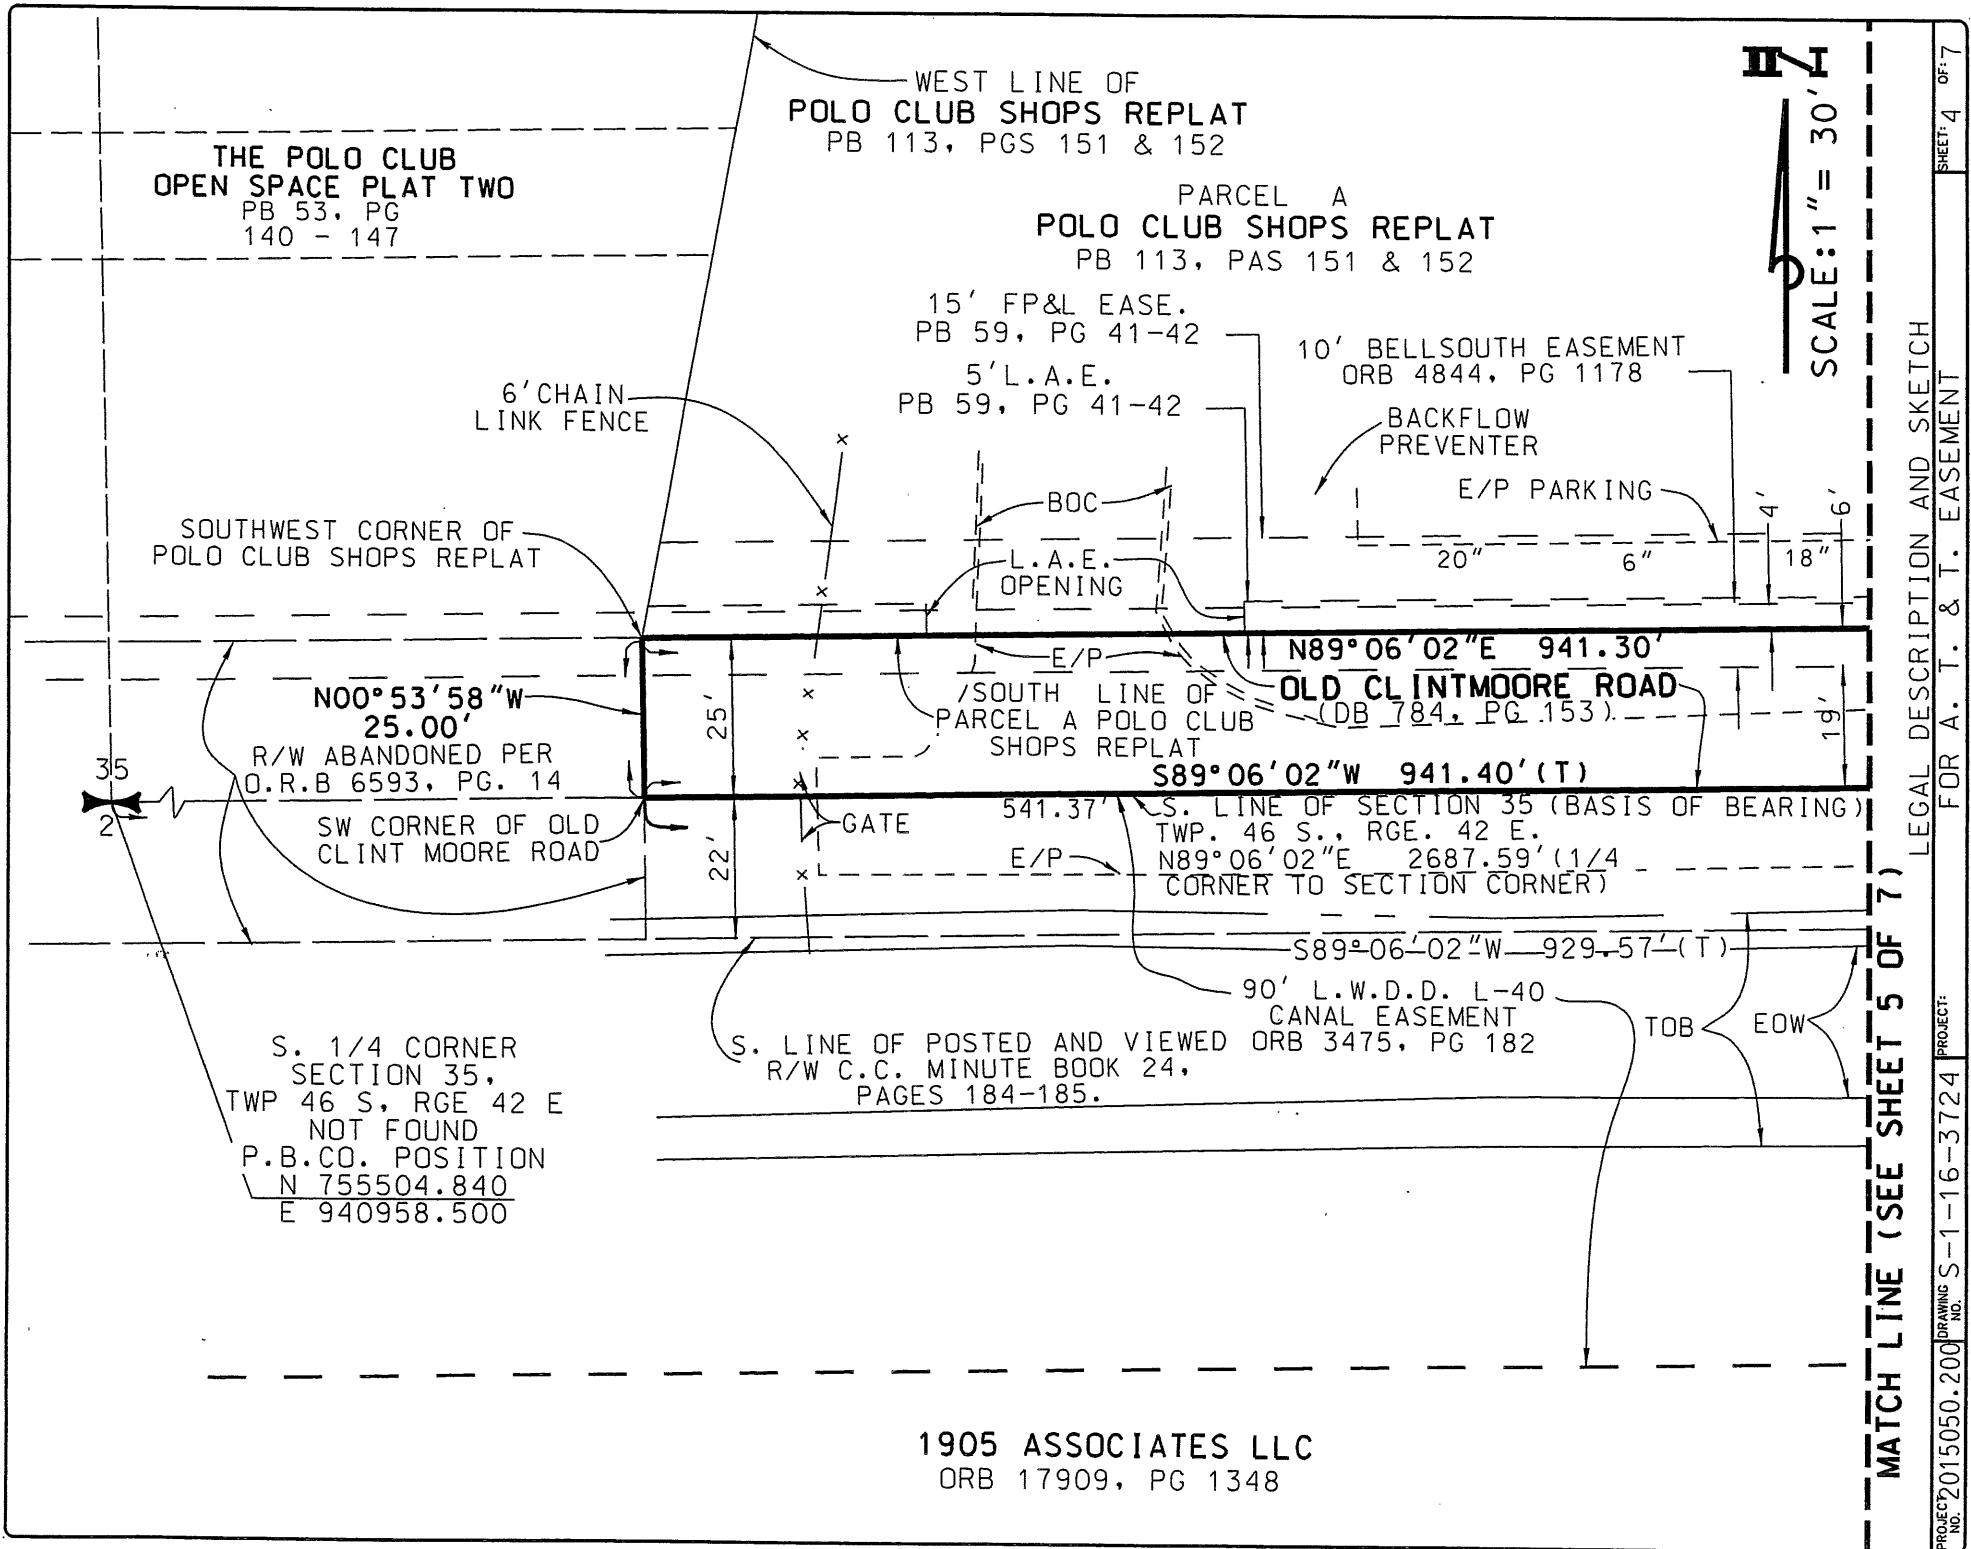 WEST LINE OF
POLO CLUB SHOPS REPLAT
PB 113, PGS 151 & 152
THE POLO CLUB
OPEN SPACE PLAT TWO
PB 53, PG
140 - 147
PARCEL A
POLO CLUB SHOPS REPLAT
PB 113, PAS 151 & 152
15' FP&L EASE.
PB 59, PG 41-42
5' L.A.E.
PB 59, PG 41-42
10' BELLSOUTH EASEMENT
ORB 4844, PG 1178
SCALE:1"= 30'
6' CHAIN
LINK FENCE
BACKFLOW
PREVENTER
E/P PARKING
BOC
4'
6'
20"
6"
18"
SOUTHWEST CORNER OF
POLO CLUB SHOPS REPLAT
L.A.E.
OPENING
N89°06'02"E 941.30'
E/P
OLD CLINTMOORE ROAD
(DB 784, PG 153)
N00°53'58"W
25.00'
25'
/SOUTH LINE OF
PARCEL A POLO CLUB
SHOPS REPLAT
19'
R/W ABANDONED PER
O.R.B 6593, PG. 14
S89°06'02"W 941.40'(T)
35
2
SW CORNER OF OLD
CLINT MOORE ROAD
22'
GATE
541.37'
S. LINE OF SECTION 35 (BASIS OF BEARING)
TWP. 46 S., RGE. 42 E.
N89°06'02"E 2687.59'(1/4
CORNER TO SECTION CORNER)
E/P
S89°06'02"W 929.57'(T)
90' L.W.D.D. L-40
CANAL EASEMENT
ORB 3475, PG 182
TOB
EOW
S. LINE OF POSTED AND VIEWED
R/W C.C. MINUTE BOOK 24,
PAGES 184-185.
S. 1/4 CORNER
SECTION 35,
TWP 46 S, RGE 42 E
NOT FOUND
P.B.CO. POSITION
N 755504.840
E 940958.500
1905 ASSOCIATES LLC
ORB 17909, PG 1348
MATCH LINE (SEE SHEET 5 OF 7)
LEGAL DESCRIPTION AND SKETCH
FOR A. T. & T. EASEMENT
SHEET: 4 OF: 7
PROJECT:
DRAWING NO. S-1-16-3724
PROJECT NO. 2015050.200